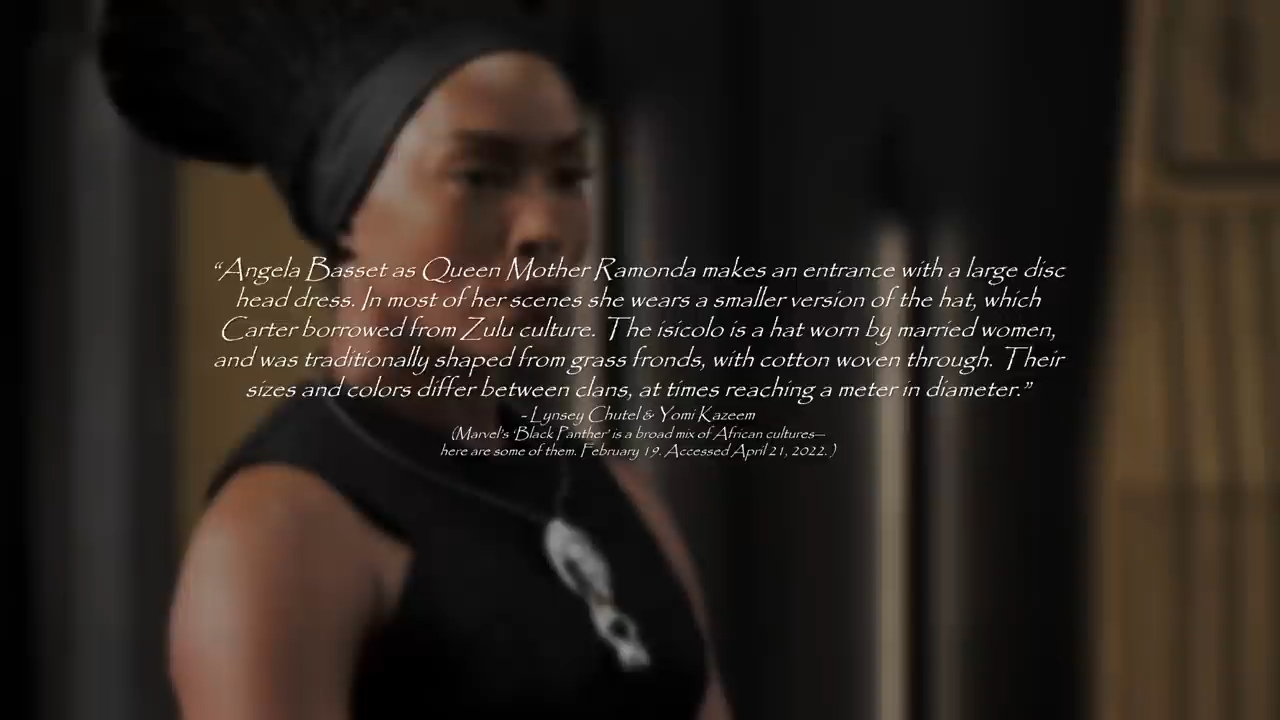 “Angela Basset as Queen Mother Ramonda makes an entrance with a large disc
head dress. In most of her scenes she wears a smaller version of the hat, which
Carter borrowed from Zulu culture. The isicolo is a hat worn by married women,
and was traditionally shaped from grass fronds, with cotton woven through. Their
sizes and colors differ between clans, at times reaching a meter in diameter.”
- Lynsey Chutel & Yomi Kazeem
(Marvel's 'Black Panther' is a broad mix of African cultures—
here are some of them. February 19. Accessed April 21, 2022. )